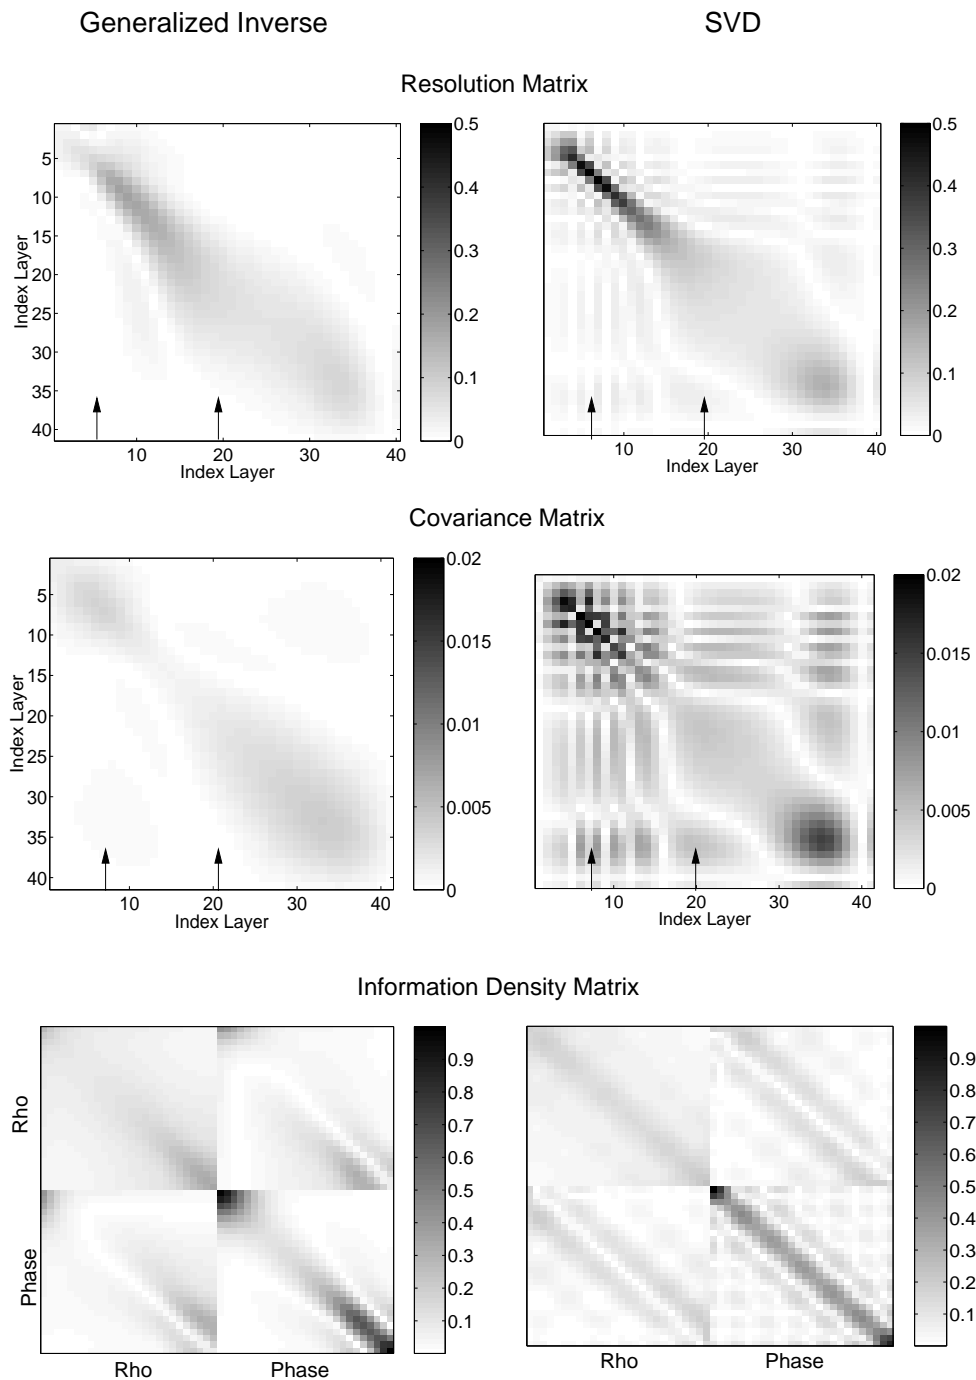 Generalized Inverse SVD
Resolution Matrix
0.5 0.5
5
0.4 0.4
10
15 0.3 0.3
Index Layer
20
25 0.2 0.2
30
0.1 0.1
35
40 0 0
10 20 30 40 10 20 30 40
Index Layer Index Layer
Covariance Matrix
0.02 0.02
5
10 0.015 0.015
15
Index Layer
20 0.01 0.01
25
30 0.005 0.005
35
40 0 0
10 20 30 40 10 20 30 40
Index Layer Index Layer
Information Density Matrix
0.9 0.9
0.8 0.8
Rho
0.7 0.7
0.6 0.6
0.5 0.5
0.4 0.4
Phase
0.3 0.3
0.2 0.2
0.1 0.1
Rho Phase Rho Phase